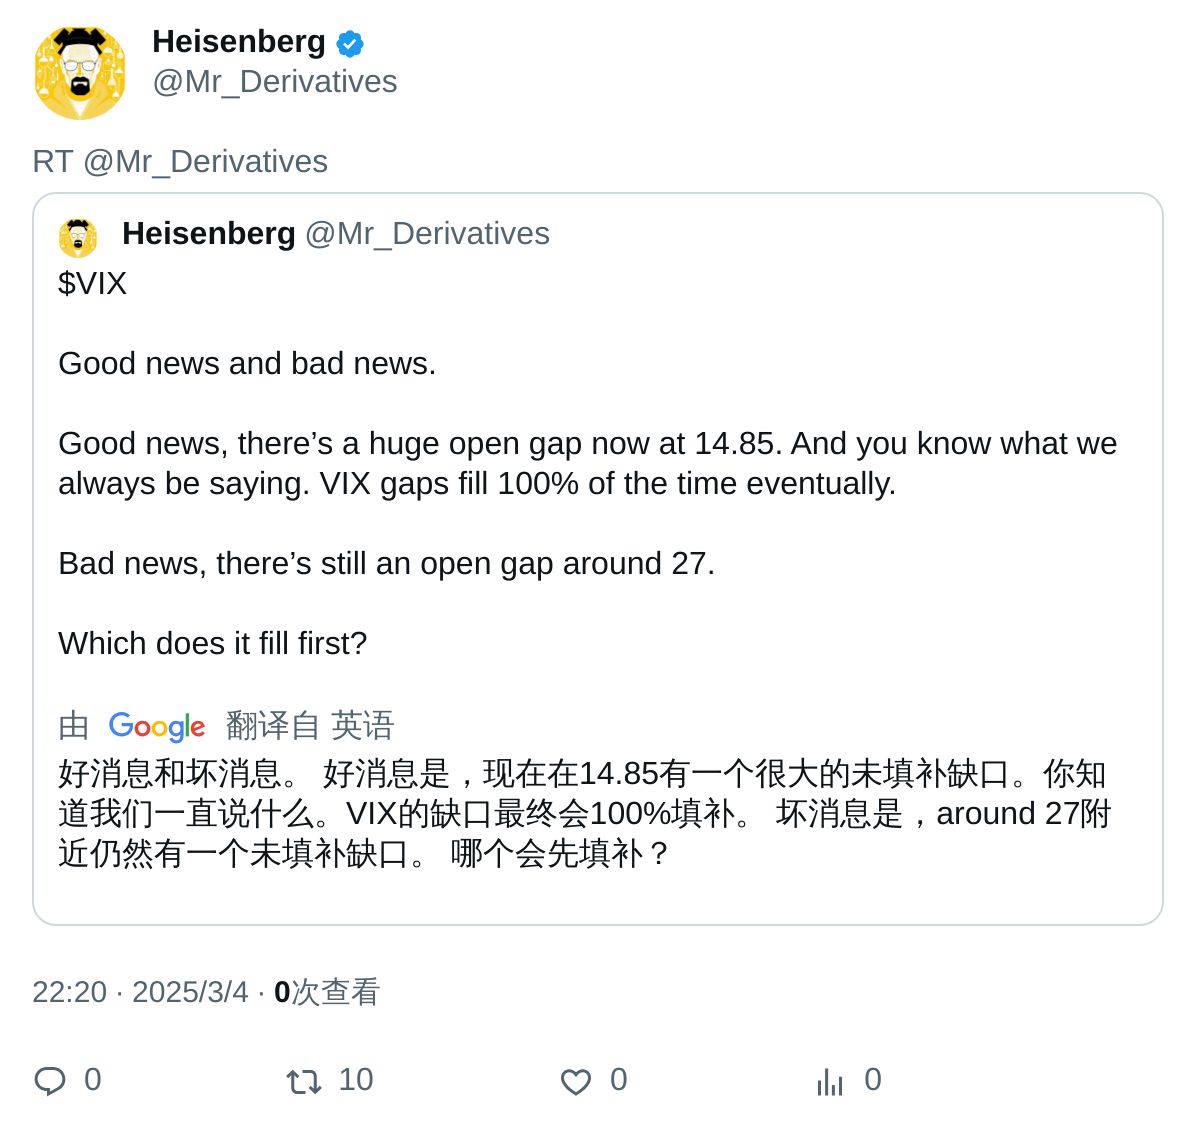 Heisenberg
@Mr_Derivatives
RT @Mr_Derivatives
Heisenberg @Mr_Derivatives
$VIX
Good news and bad news.
Good news, there’s a huge open gap now at 14.85. And you know what we
always be saying. VIX gaps fill 100% of the time eventually.
Bad news, there’s still an open gap around 27.
Which does it fill first?
由 Google 翻译自 英语
好消息和坏消息。 好消息是，现在在14.85有一个很大的未填补缺口。你知
道我们一直说什么。VIX的缺口最终会100%填补。 坏消息是，around 27附
近仍然有一个未填补缺口。 哪个会先填补？
22:20 · 2025/3/4 · 0次查看
0 10 0 0